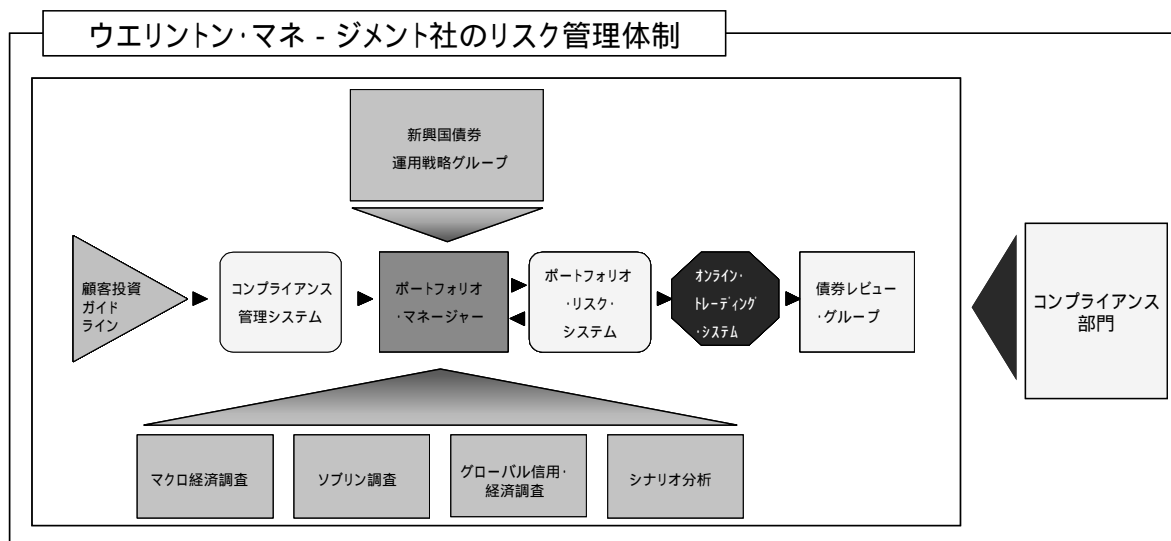 ウエリントン･マネ - ジメント社のリスク管理体制
新興国債券
運用戦略グループ
顧客投資
ガイド
ライン
コンプライアンス
管理システム
ポートフォリオ
･マネージャー
ポートフォリオ
･リスク･
システム
オンライン･
トレーディング
･システム
債券レビュー
･グループ
コンプライアンス
部門
マクロ経済調査
ソブリン調査
グローバル信用･
経済調査
シナリオ分析